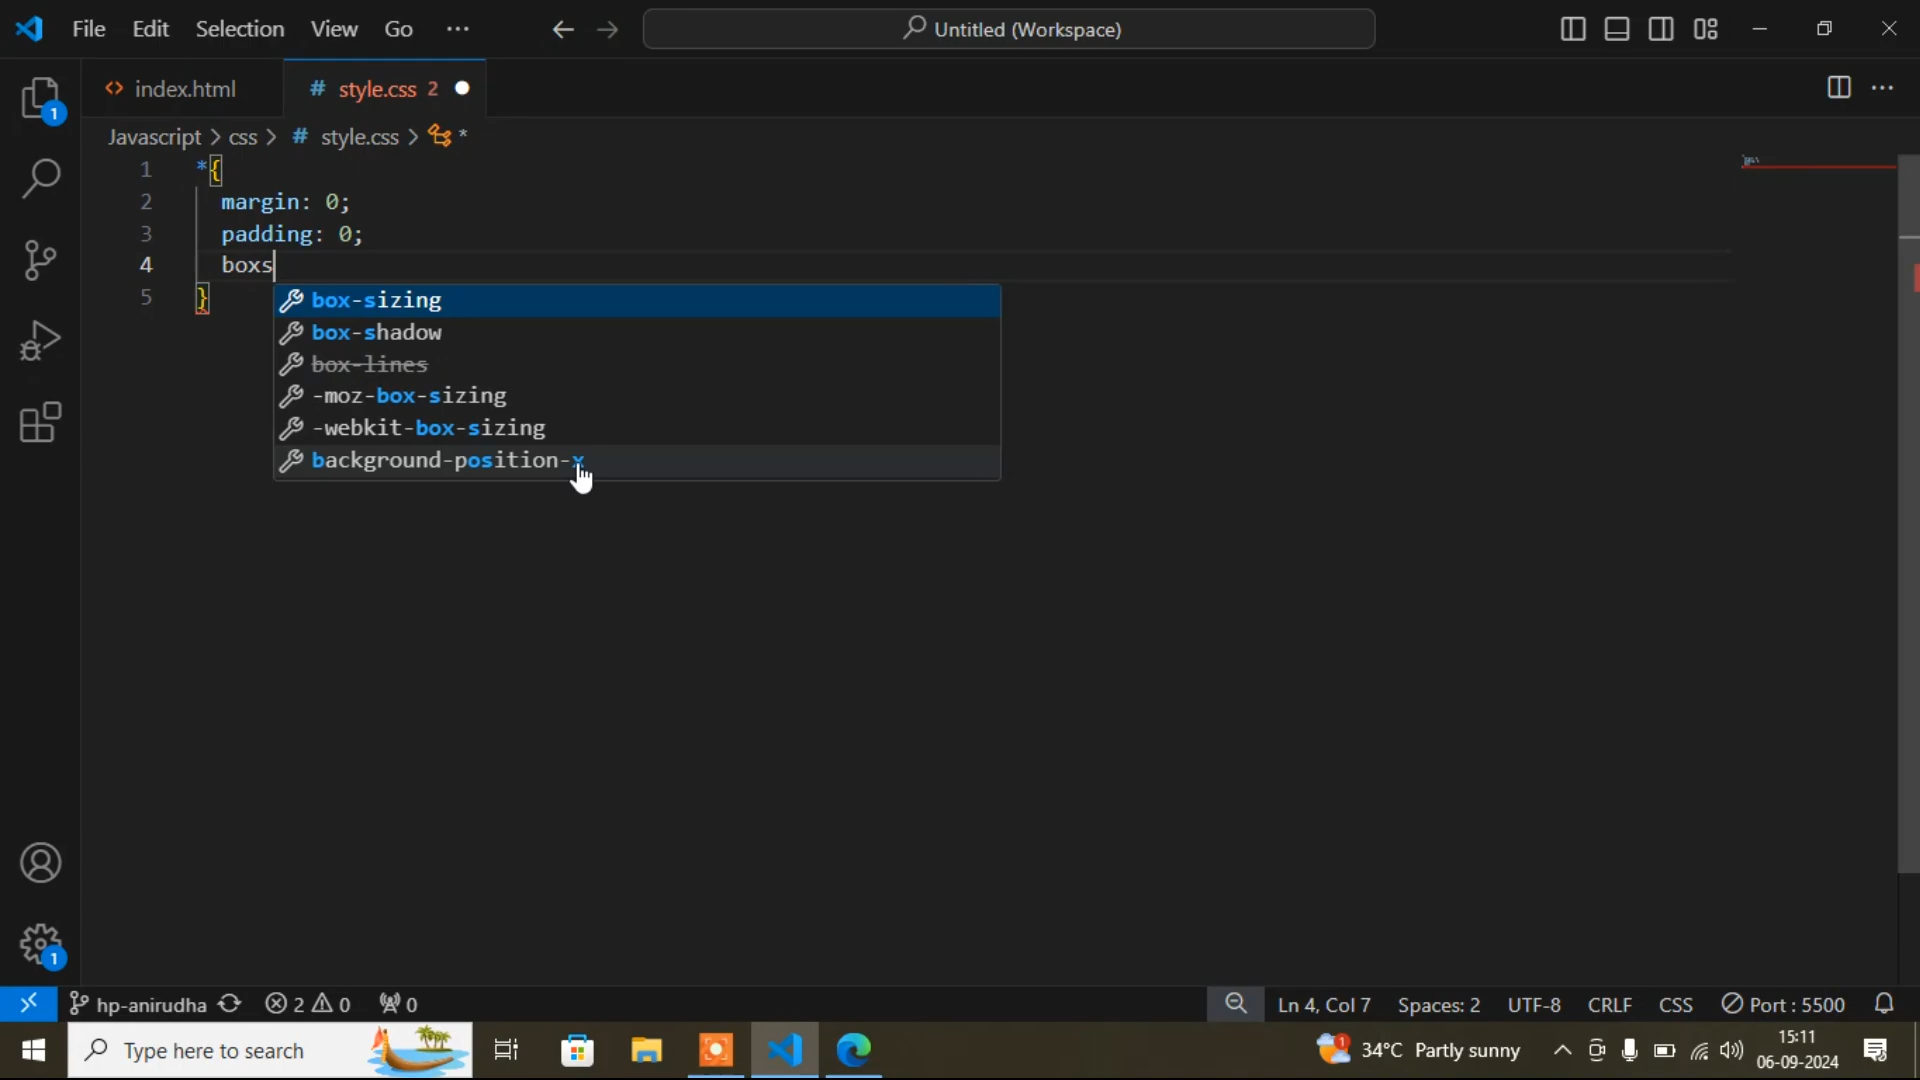 File Edit Selection View Go ··· Untitled (Workspace)
index.html # style.css 2
Javascript > css > # style.css > *
1 *{
2 margin: 0;
3 padding: 0;
4 boxs
5 }
box-sizing
box-shadow
box-lines
-moz-box-sizing
-webkit-box-sizing
background-position-x
1
1
hp-anirudha 2 0 0 Ln 4, Col 7 Spaces: 2 UTF-8 CRLF CSS Port : 5500
Type here to search 1 34°C Partly sunny 15:11
06-09-2024